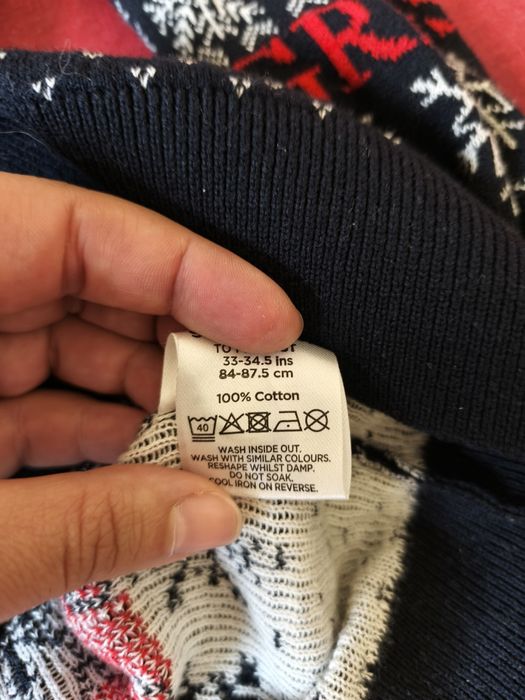 R
33-34.5 ins
84-87.5 cm
100% Cotton
40
WASH INSIDE OUT.
WASH WITH SIMILAR COLOURS.
RESHAPE WHILST DAMP.
DO NOT SOAK.
COOL IRON ON REVERSE.